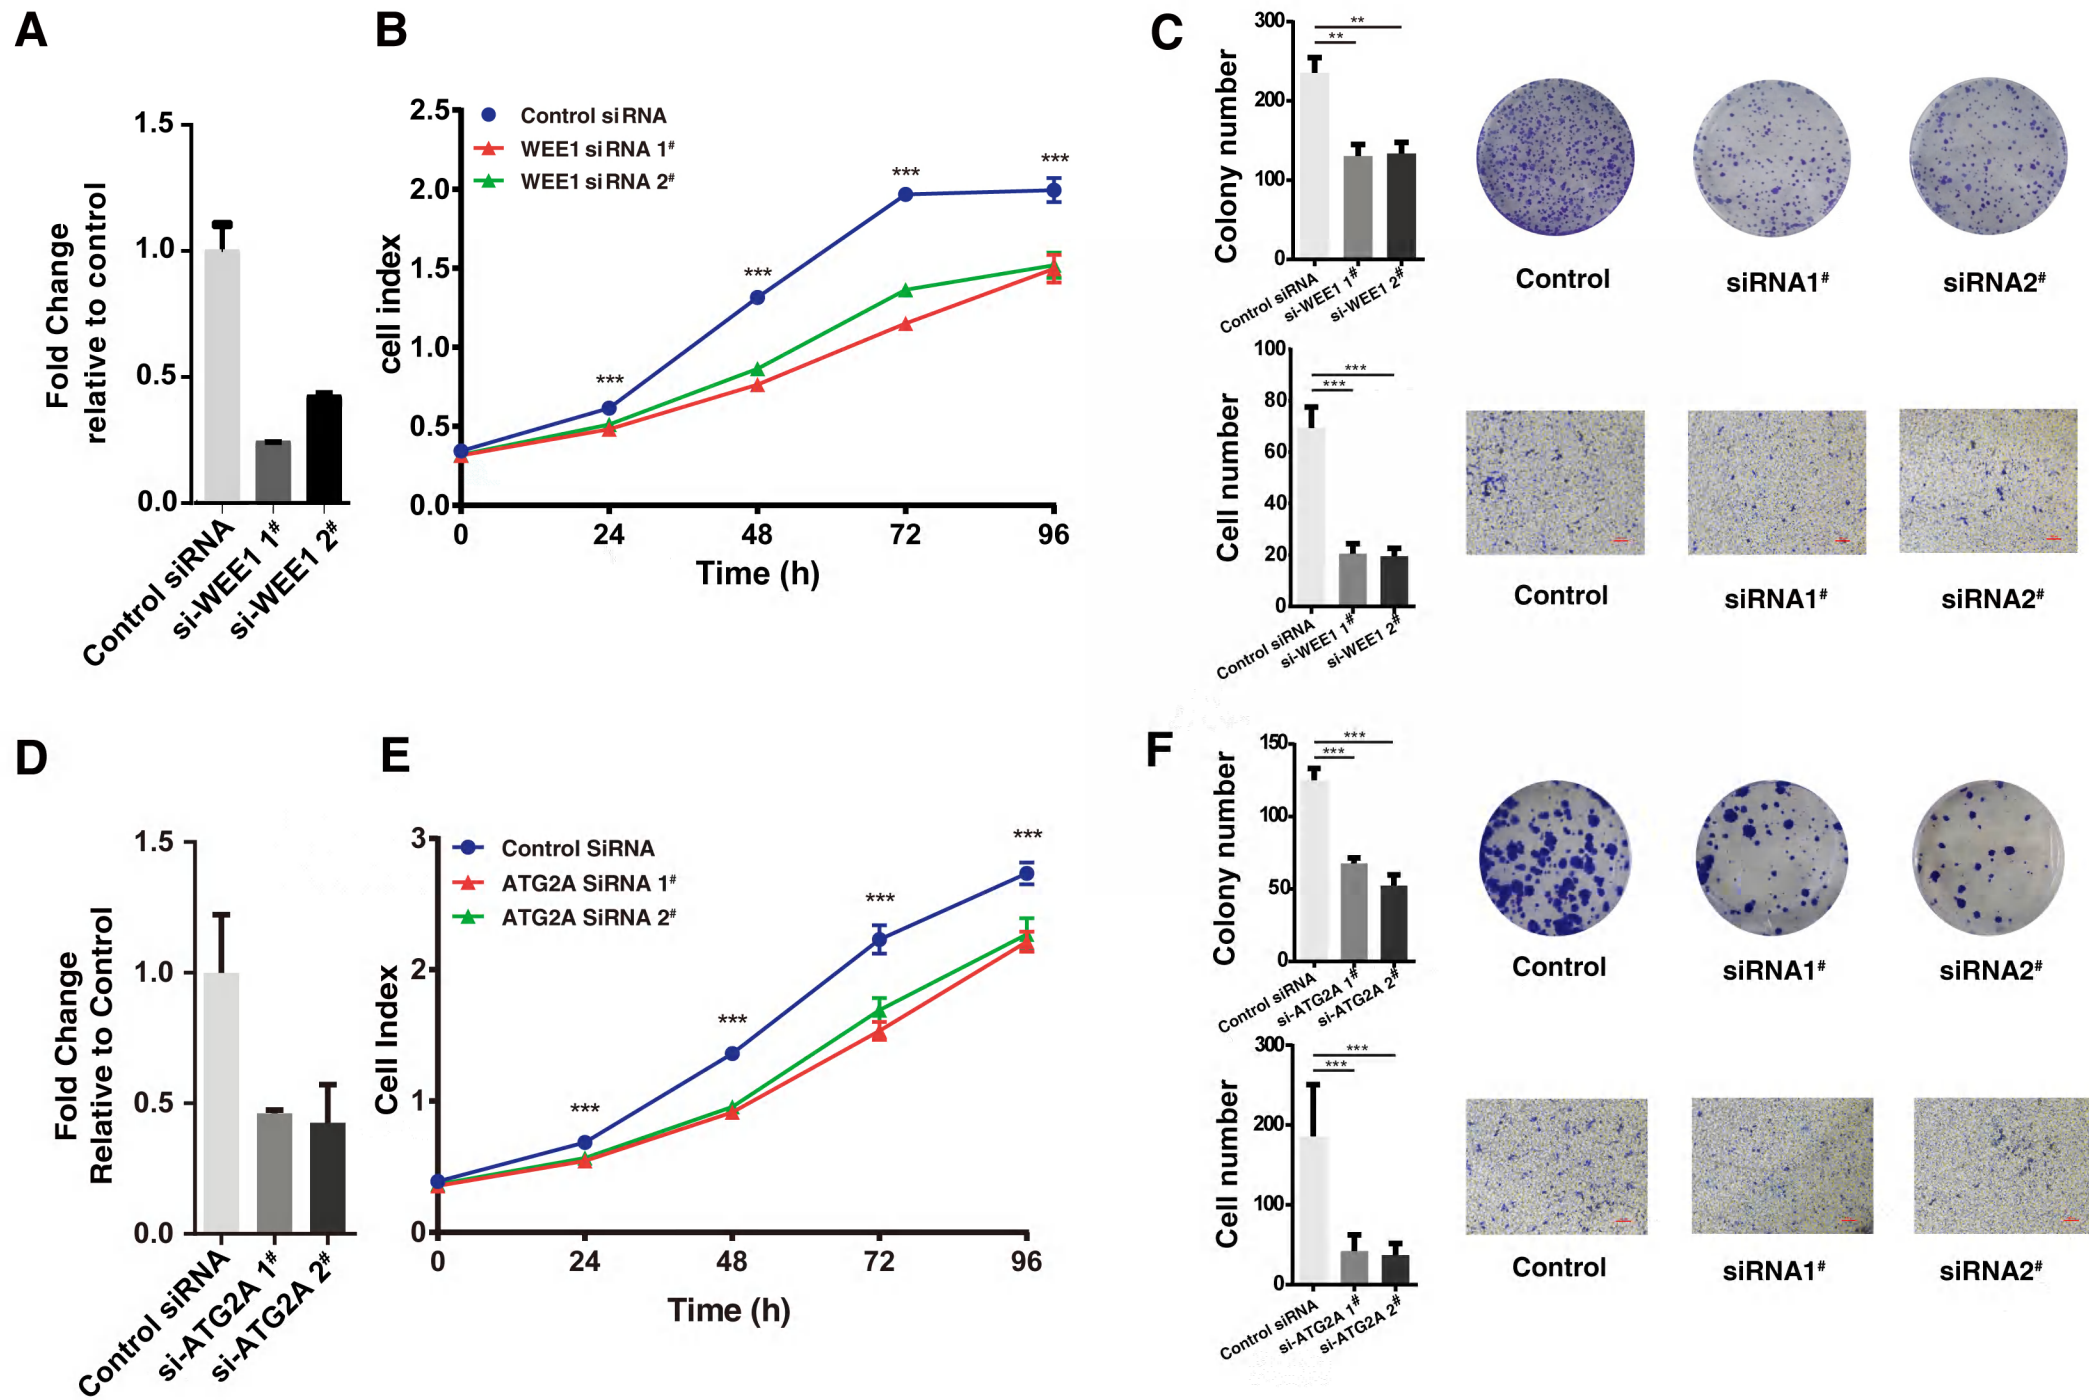 A
Fold Change
relative to control
1.5
1.0
0.5
0.0
Control siRNA
si-WEE1 1#
si-WEE1 2#
B
cell index
2.5
2.0
1.5
1.0
0.5
0.0
Control siRNA
WEE1 siRNA 1#
WEE1 siRNA 2#
***
***
***
***
0
24
48
72
96
Time (h)
C
Colony number
300
200
100
0
**
**
Control siRNA
si-WEE1 1#
si-WEE1 2#
Control
siRNA1#
siRNA2#
Cell number
100
80
60
40
20
0
***
***
Control siRNA
si-WEE1 1#
si-WEE1 2#
Control
siRNA1#
siRNA2#
D
Fold Change
Relative to Control
1.5
1.0
0.5
0.0
Control siRNA
si-ATG2A 1#
si-ATG2A 2#
E
Cell Index
3
2
1
0
Control SiRNA
ATG2A SiRNA 1#
ATG2A SiRNA 2#
***
***
***
***
0
24
48
72
96
Time (h)
F
Colony number
150
100
50
0
***
***
Control siRNA
si-ATG2A 1#
si-ATG2A 2#
Control
siRNA1#
siRNA2#
Cell number
300
200
100
0
***
***
Control siRNA
si-ATG2A 1#
si-ATG2A 2#
Control
siRNA1#
siRNA2#